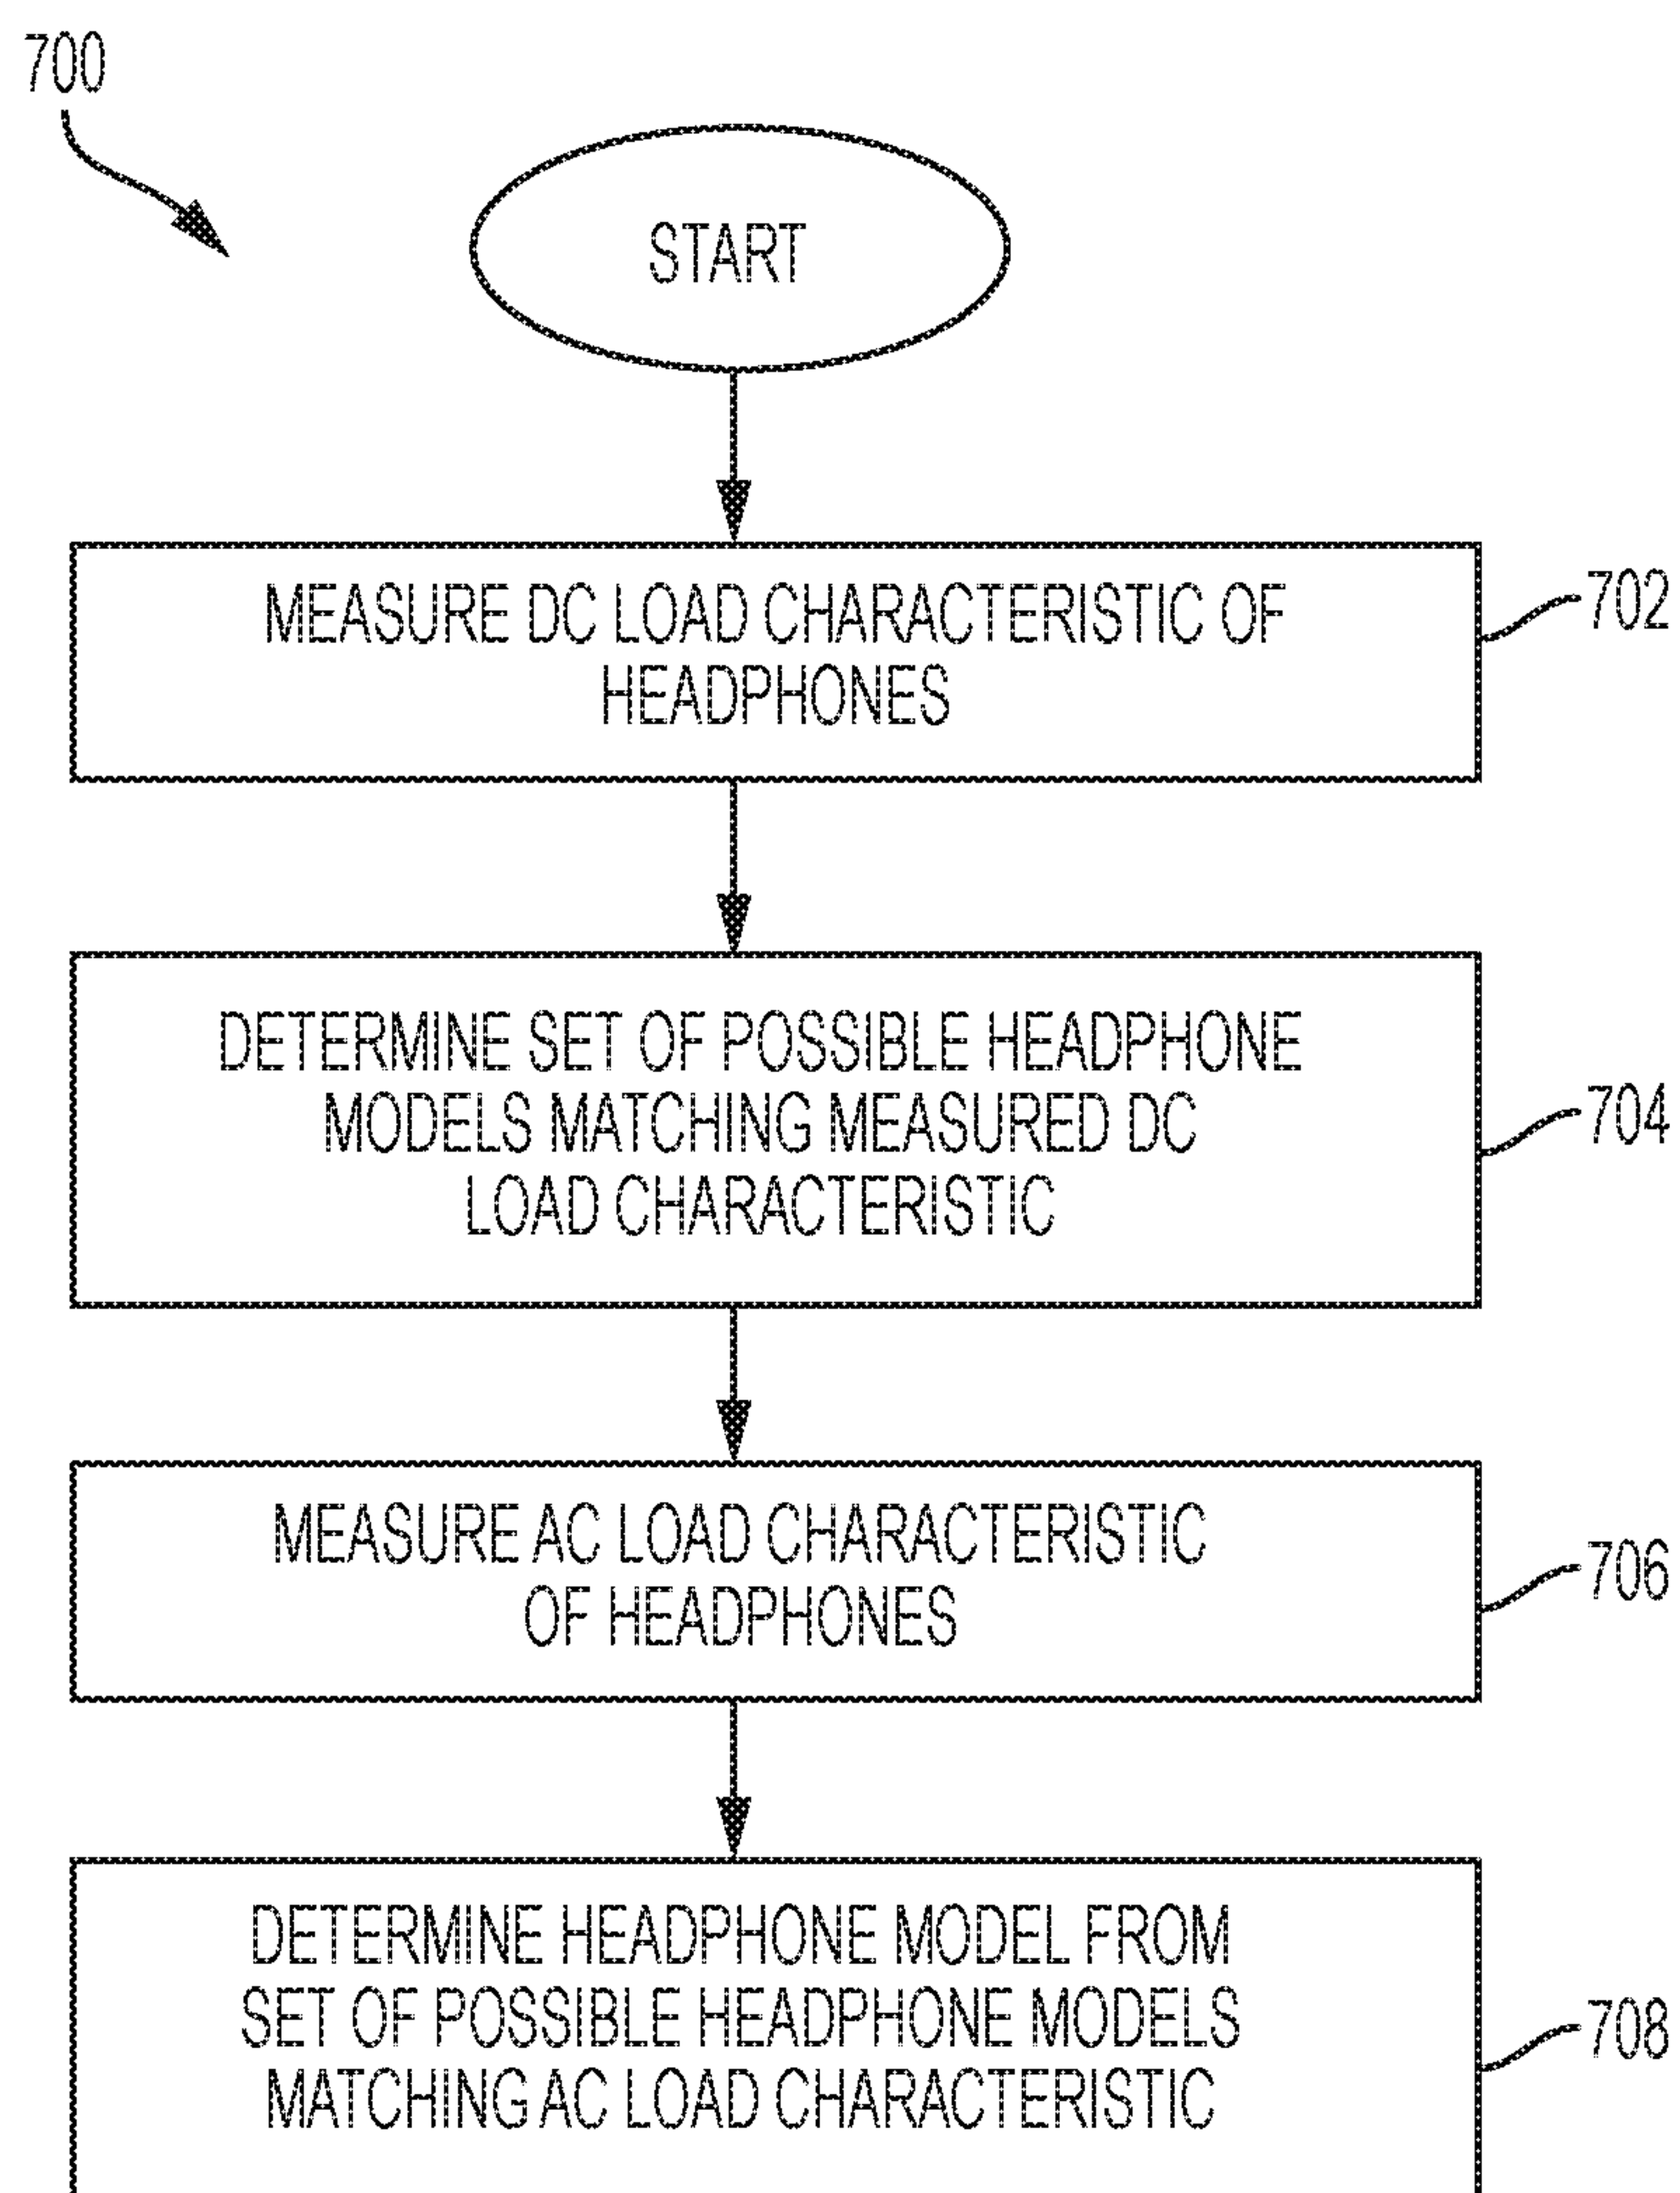 700
START
MEASURE DC LOAD CHARACTERISTIC OF
HEADPHONES
702
DETERMINE SET OF POSSIBLE HEADPHONE
MODELS MATCHING MEASURED DC
LOAD CHARACTERISTIC
704
MEASURE AC LOAD CHARACTERISTIC
OF HEADPHONES
706
DETERMINE HEADPHONE MODEL FROM
SET OF POSSIBLE HEADPHONE MODELS
MATCHING AC LOAD CHARACTERISTIC
708